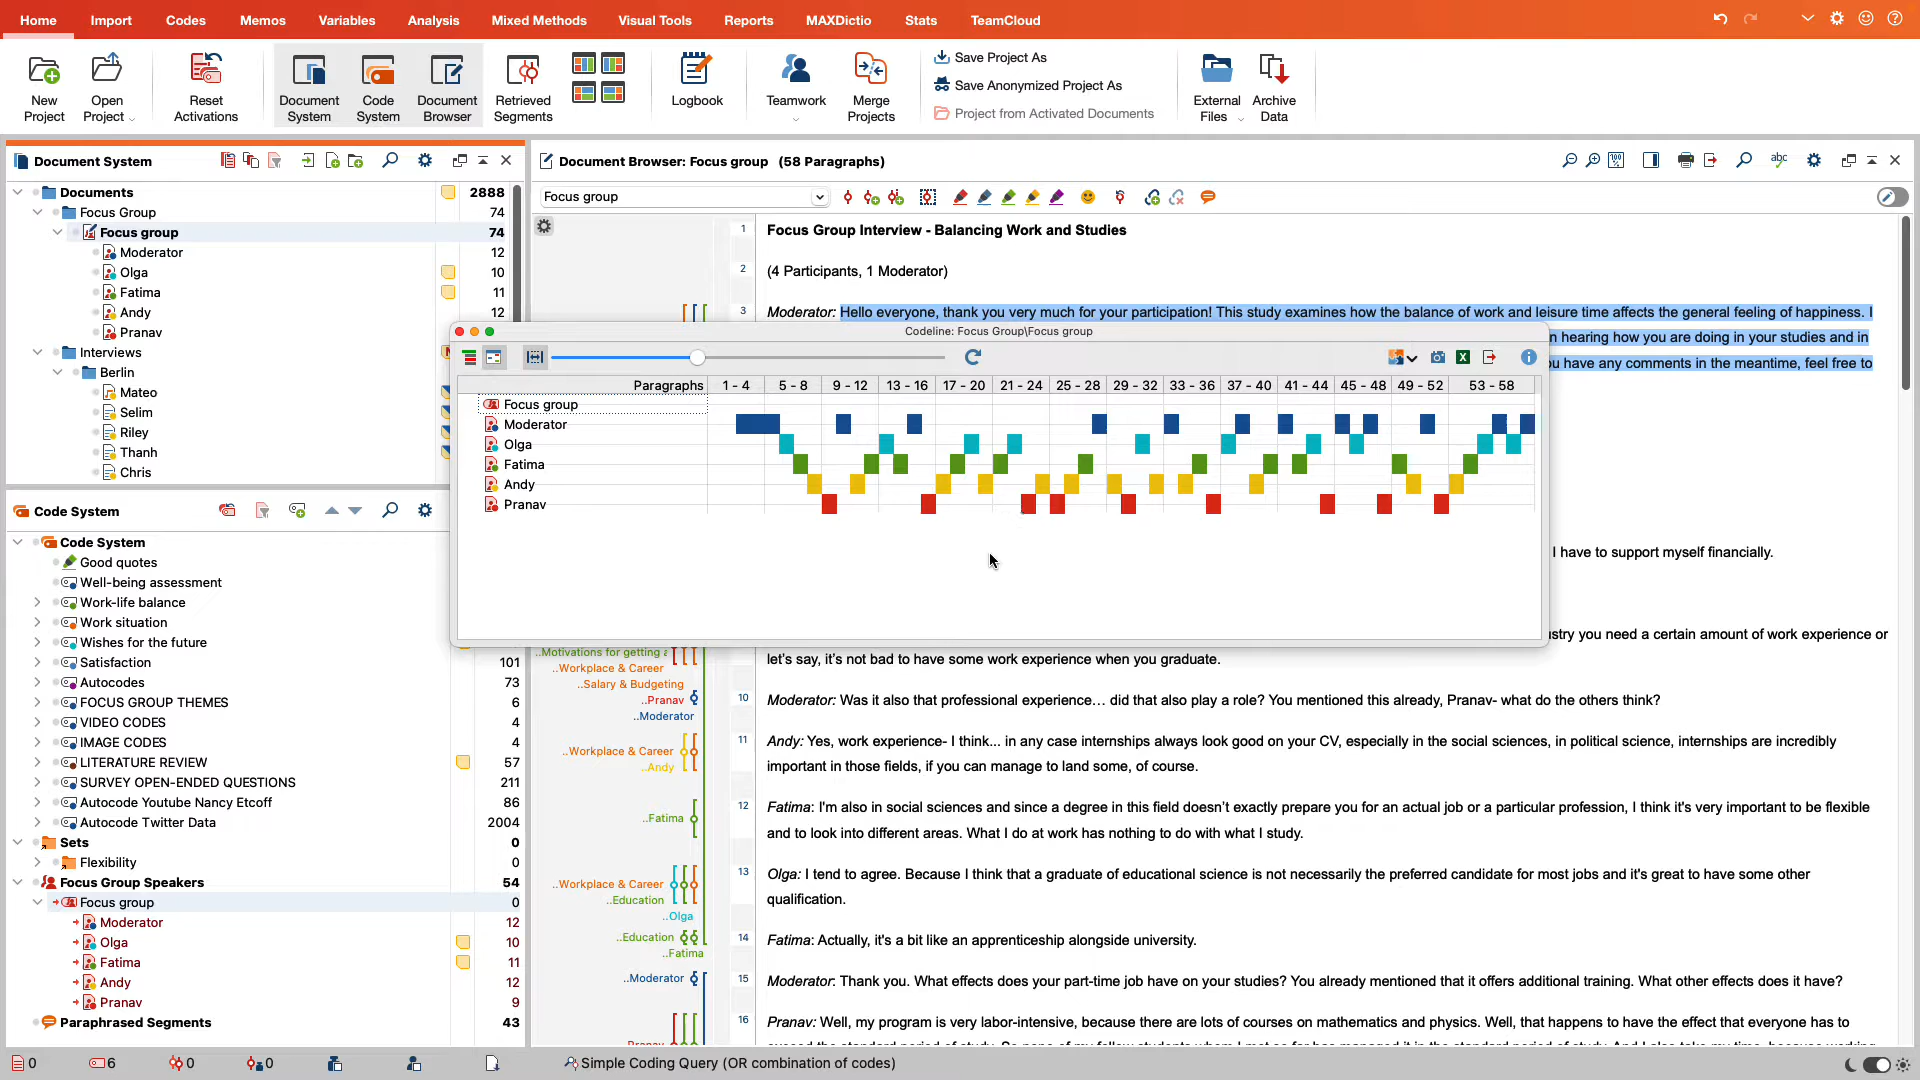 Home Import Codes Memos Variables Analysis Mixed Methods Visual Tools Reports MAXDictio Stats TeamCloud
New Project
Open Project
Reset Activations
Document System
Code System
Document Browser
Retrieved Segments
Logbook
Teamwork
Merge Projects
Save Project As
Save Anonymized Project As
Project from Activated Documents
External Files
Archive Data
Document System
Documents 2888
Focus Group 74
Focus group 74
Moderator 12
Olga 10
Fatima 11
Andy 12
Pranav
Interviews
Berlin
Mateo
Selim
Riley
Thanh
Chris
Code System
Code System
Good quotes
Well-being assessment
Work-life balance
Work situation
Wishes for the future
Satisfaction 101
Autocodes 73
FOCUS GROUP THEMES 6
VIDEO CODES 4
IMAGE CODES 4
LITERATURE REVIEW 57
SURVEY OPEN-ENDED QUESTIONS 211
Autocode Youtube Nancy Etcoff 86
Autocode Twitter Data 2004
Sets 0
Flexibility 0
Focus Group Speakers 54
Focus group 0
Moderator 12
Olga 10
Fatima 11
Andy 12
Pranav 9
Paraphrased Segments 43
Document Browser: Focus group (58 Paragraphs)
Focus group
1 Focus Group Interview - Balancing Work and Studies
2 (4 Participants, 1 Moderator)
3 Moderator: Hello everyone, thank you very much for your participation! This study examines how the balance of work and leisure time affects the general feeling of happiness. I
n hearing how you are doing in your studies and in
ou have any comments in the meantime, feel free to
Codeline: Focus Group\Focus group
Paragraphs 1 - 4 5 - 8 9 - 12 13 - 16 17 - 20 21 - 24 25 - 28 29 - 32 33 - 36 37 - 40 41 - 44 45 - 48 49 - 52 53 - 58
Focus group
Moderator
Olga
Fatima
Andy
Pranav
I have to support myself financially.
ustry you need a certain amount of work experience or
let's say, it's not bad to have some work experience when you graduate.
..Motivations for getting a
..Workplace & Career
..Salary & Budgeting
..Pranav
..Moderator
10 Moderator: Was it also that professional experience… did that also play a role? You mentioned this already, Pranav- what do the others think?
..Workplace & Career
..Andy
11 Andy: Yes, work experience- I think... in any case internships always look good on your CV, especially in the social sciences, in political science, internships are incredibly
important in those fields, if you can manage to land some, of course.
..Fatima
12 Fatima: I'm also in social sciences and since a degree in this field doesn't exactly prepare you for an actual job or a particular profession, I think it's very important to be flexible
and to look into different areas. What I do at work has nothing to do with what I study.
..Workplace & Career
..Education
..Olga
13 Olga: I tend to agree. Because I think that a graduate of educational science is not necessarily the preferred candidate for most jobs and it's great to have some other
qualification.
..Education
..Fatima
14 Fatima: Actually, it's a bit like an apprenticeship alongside university.
..Moderator
15 Moderator: Thank you. What effects does your part-time job have on your studies? You already mentioned that it offers additional training. What other effects does it have?
16 Pranav: Well, my program is very labor-intensive, because there are lots of courses on mathematics and physics. Well, that happens to have the effect that everyone has to
0 6 0 0 Simple Coding Query (OR combination of codes)